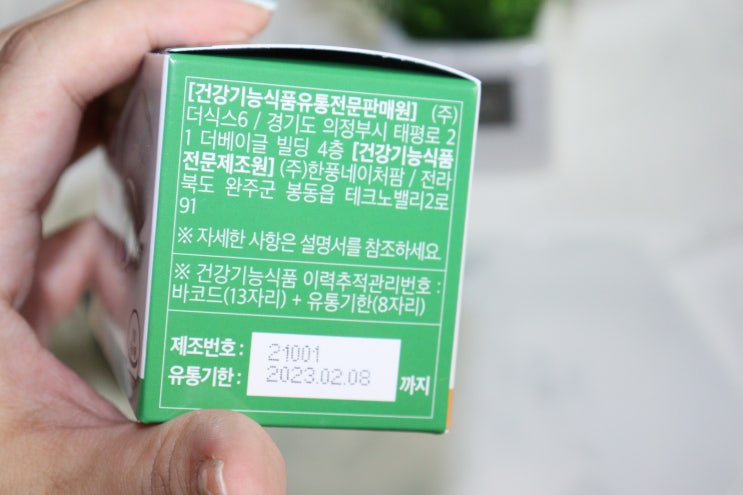 [건강기능식품유통전문판매원] (주)
더식스6 / 경기도 의정부시 태평로 2
1 더베이글 빌딩 4층 [건강기능식품
전문제조원] (주)한풍네이처팜 / 전라
북도 완주군 봉동읍 테크노밸리2로
91
※ 자세한 사항은 설명서를 참조하세요
※ 건강기능식품 이력추적관리번호 :
바코드(13자리) + 유통기한(8자리)
제조번호 : 21001
유통기한 : 2023.02.08 까지